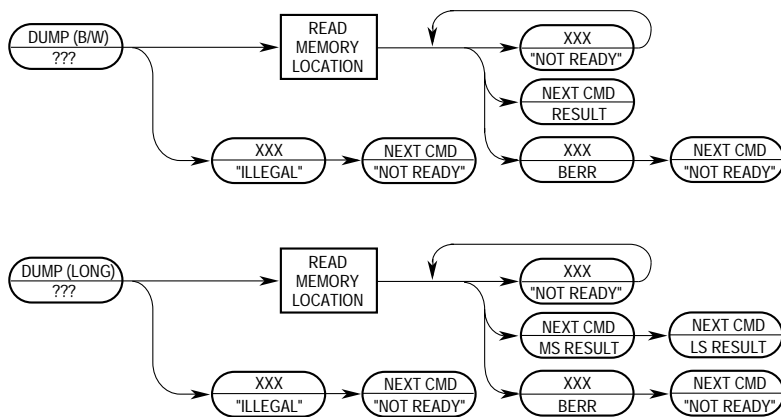 DUMP (B/W)
???
READ
MEMORY
LOCATION
XXX
"NOT READY"
NEXT CMD
RESULT
XXX
"ILLEGAL"
NEXT CMD
"NOT READY"
XXX
BERR
NEXT CMD
"NOT READY"
DUMP (LONG)
???
READ
MEMORY
LOCATION
XXX
"NOT READY"
NEXT CMD
MS RESULT
NEXT CMD
LS RESULT
XXX
"ILLEGAL"
NEXT CMD
"NOT READY"
XXX
BERR
NEXT CMD
"NOT READY"